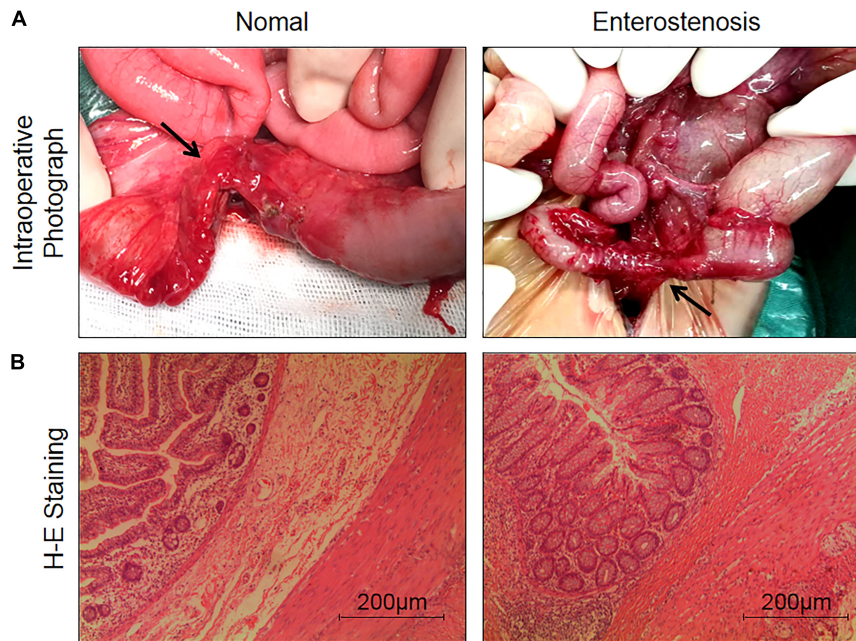 A
Nomal
Enterostenosis
Intraoperative
Photograph
B
H-E Staining
200μm
200μm